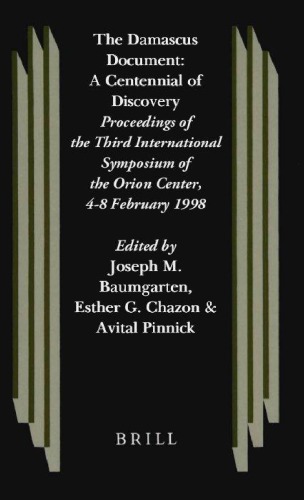 The Damascus
Document:
A Centennial of
Discovery
Proceedings of
the Third International
Symposium of
the Orion Center,
4-8 February 1998
Edited by
Joseph M.
Baumgarten,
Esther G. Chazon &
Avital Pinnick
BRILL